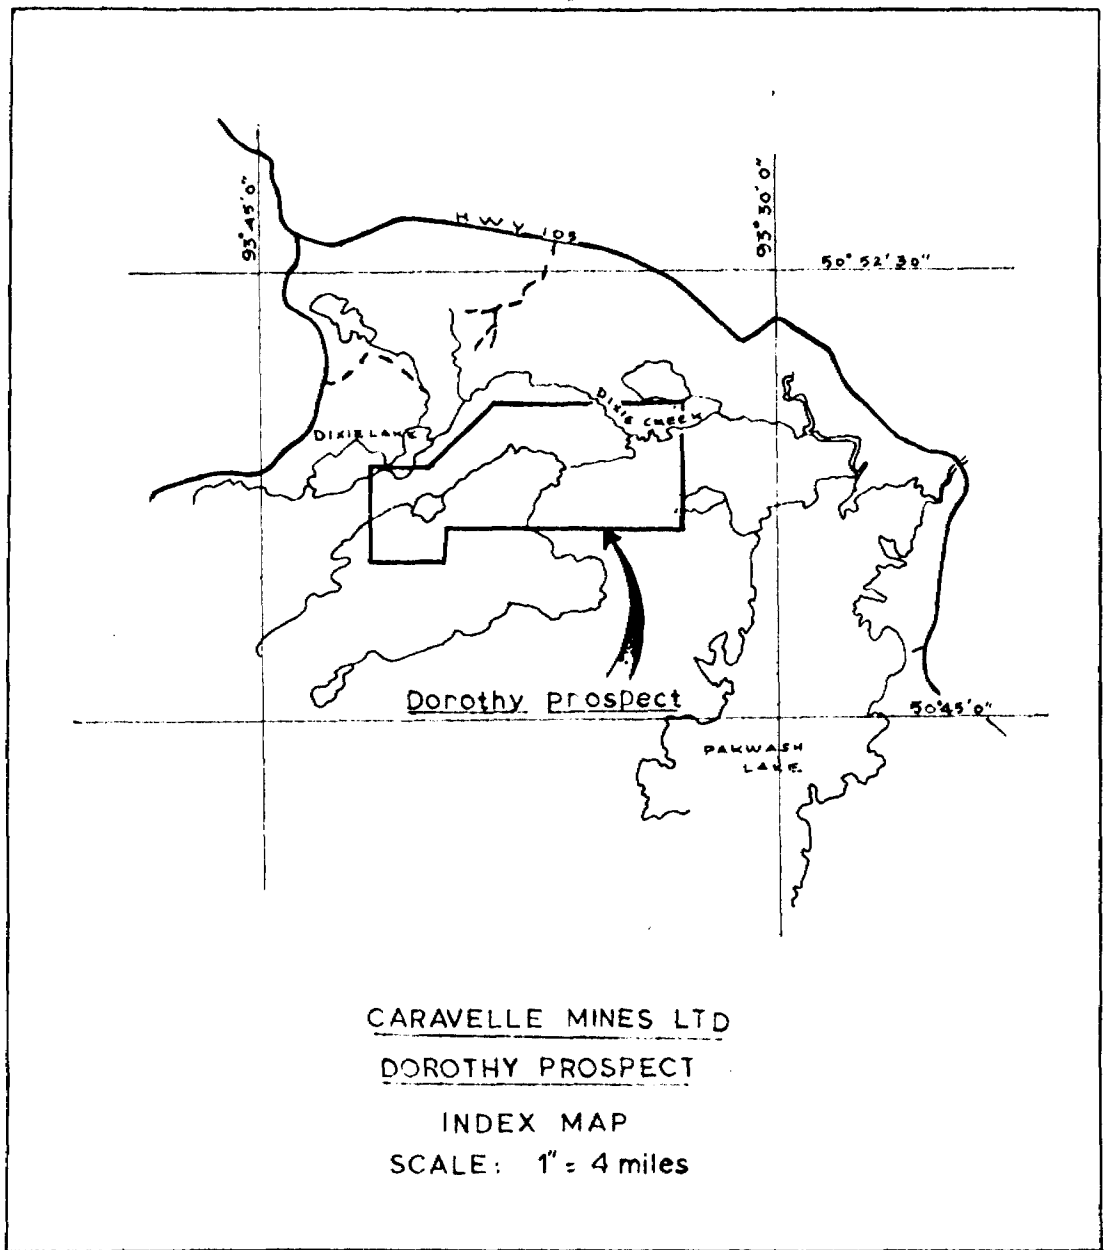 93° 45' 0"
HWY 105
93° 30' 0"
50° 52' 30"
DIXIE LAKE
DIXIE CREEK
Dorothy prospect
50° 45' 0"
PAKWASH
LAKE
CARAVELLE MINES LTD
DOROTHY PROSPECT
INDEX MAP
SCALE: 1" = 4 miles